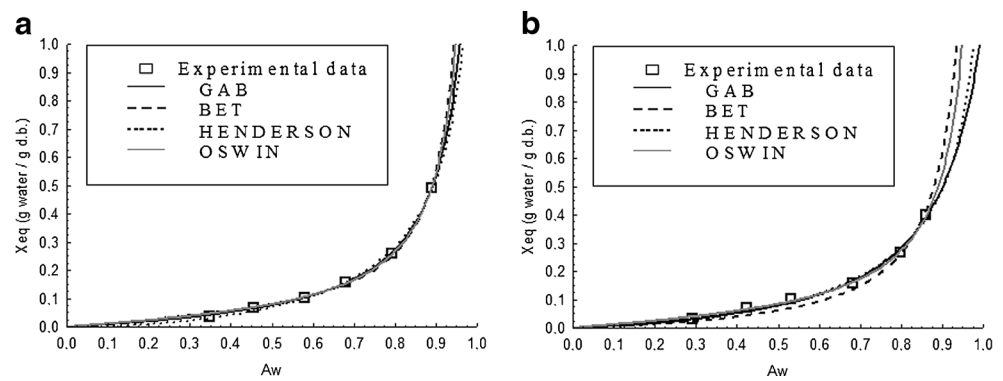 a
Xeq (g water / g d.b.)
1.0
0.9
0.8
0.7
0.6
0.5
0.4
0.3
0.2
0.1
0.0
Experimental data
GAB
BET
HENDERSON
OSWIN
0.0 0.1 0.2 0.3 0.4 0.5 0.6 0.7 0.8 0.9 1.0
Aw
b
Xeq (g water / g d.b.)
1.0
0.9
0.8
0.7
0.6
0.5
0.4
0.3
0.2
0.1
0.0
Experimental data
GAB
BET
HENDERSON
OSWIN
0.0 0.1 0.2 0.3 0.4 0.5 0.6 0.7 0.8 0.9 1.0
Aw